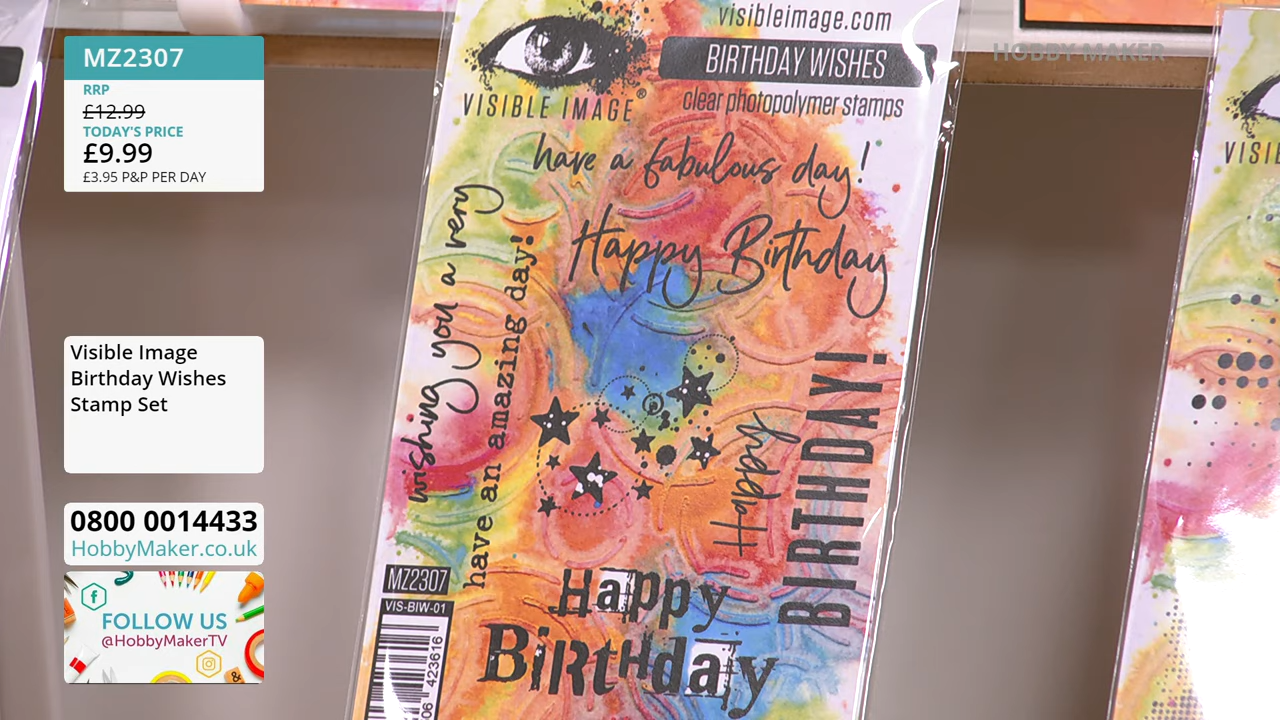 MZ2307
RRP
£12.99
TODAY'S PRICE
£9.99
£3.95 P&P PER DAY
Visible Image
Birthday Wishes
Stamp Set
0800 0014433
HobbyMaker.co.uk
FOLLOW US
@HobbyMakerTV
HOBBY MAKER
visibleimage.com
BIRTHDAY WISHES
VISIBLE IMAGE®
clear photopolymer stamps
have a fabulous day!
Happy Birthday
wishing you a very
have an amazing day!
Happy
BIRTHDAY!
Happy
BiRtHday
MZ2307
VIS-BIW-01
423616
VISI